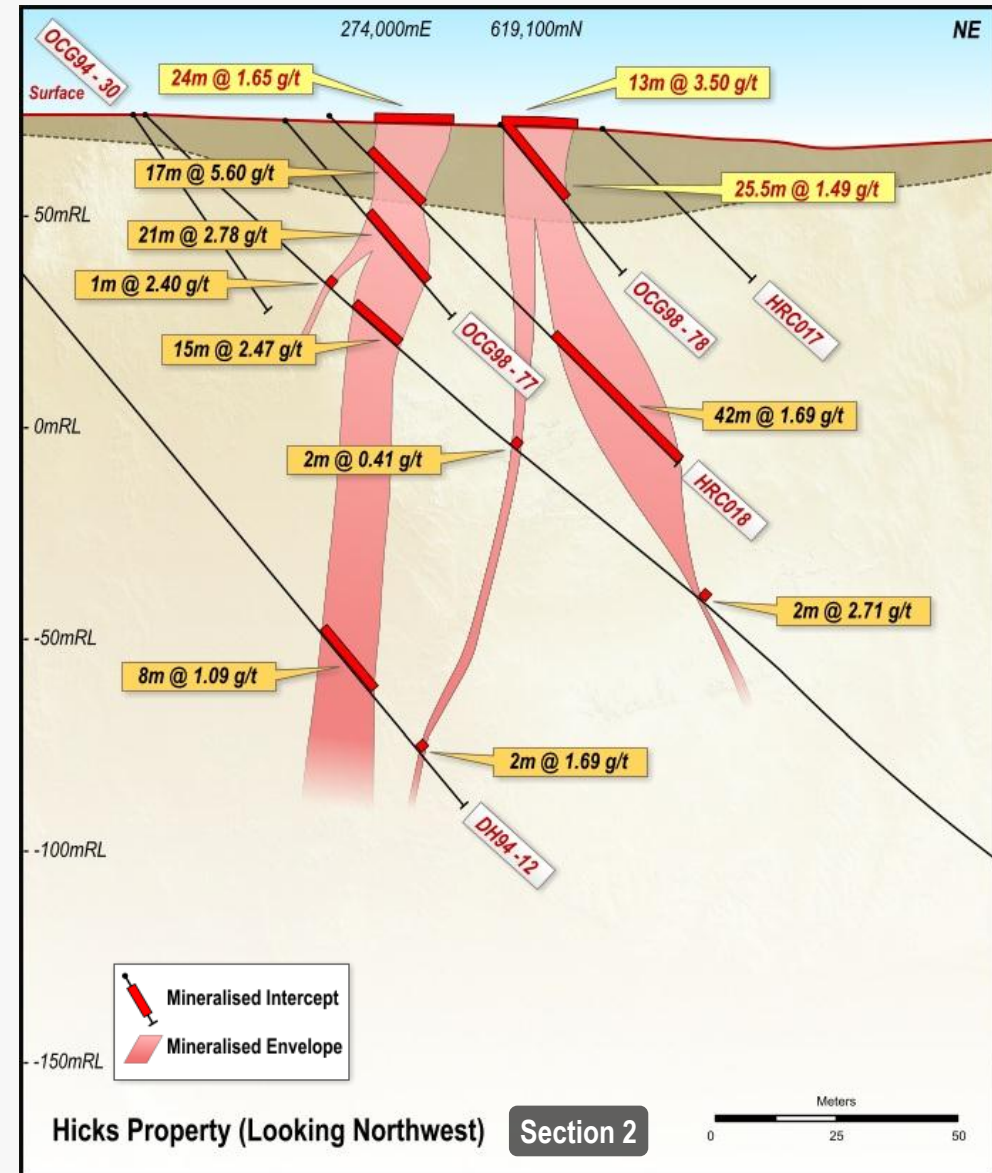 274,000mE
619,100mN
NE
OCG94 - 30
24m @ 1.65 g/t
13m @ 3.50 g/t
Surface
17m @ 5.60 g/t
25.5m @ 1.49 g/t
50mRL
21m @ 2.78 g/t
1m @ 2.40 g/t
OCG98 - 78
HRC017
15m @ 2.47 g/t
OCG98 - 77
42m @ 1.69 g/t
0mRL
2m @ 0.41 g/t
HRC018
2m @ 2.71 g/t
-50mRL
8m @ 1.09 g/t
2m @ 1.69 g/t
DH94 -12
-100mRL
Mineralised Intercept
Mineralised Envelope
-150mRL
Meters
0 25 50
Hicks Property (Looking Northwest) Section 2